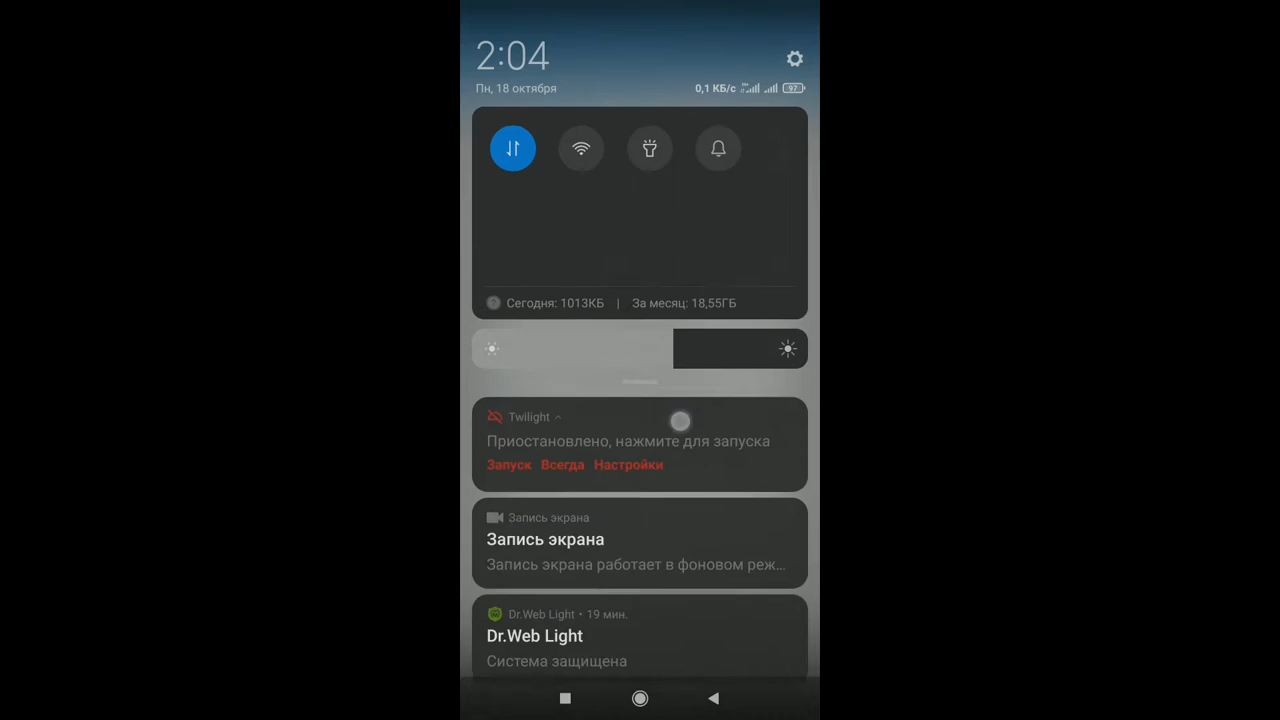 2:04
Пн, 18 октября
0,1 КБ/с 97
Сегодня: 1013КБ | За месяц: 18,55ГБ
Twilight
Приостановлено, нажмите для запуска
Запуск Всегда Настройки
Запись экрана
Запись экрана
Запись экрана работает в фоновом реж...
Dr.Web Light • 19 мин.
Dr.Web Light
Система защищена